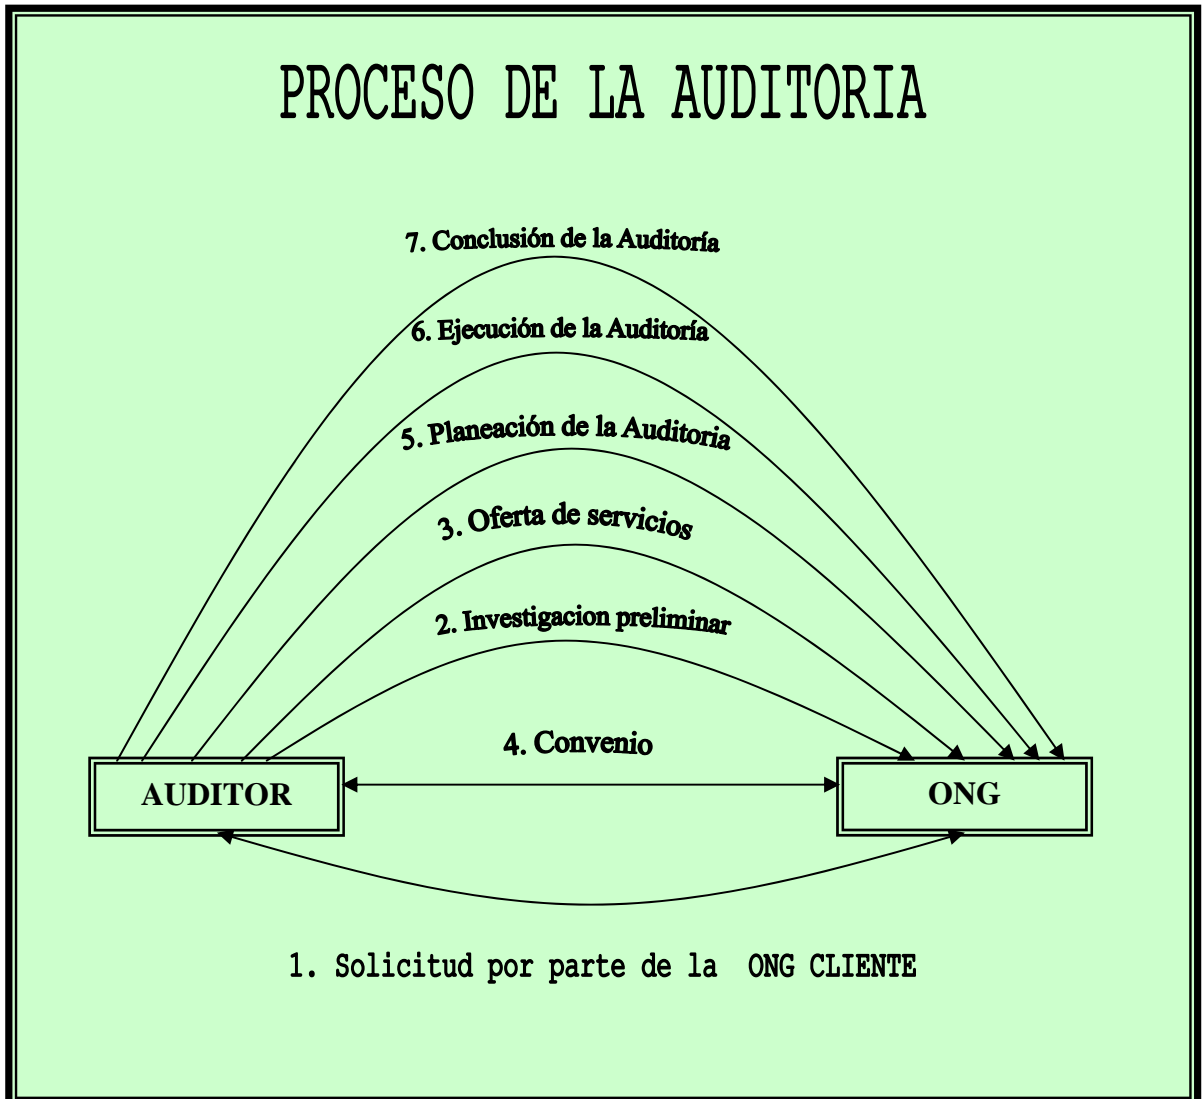 PROCESO DE LA AUDITORIA
7. Conclusión de la Auditoría
6. Ejecución de la Auditoría
5. Planeación de la Auditoria
3. Oferta de servicios
2. Investigacion preliminar
4. Convenio
AUDITOR
ONG
1. Solicitud por parte de la ONG CLIENTE